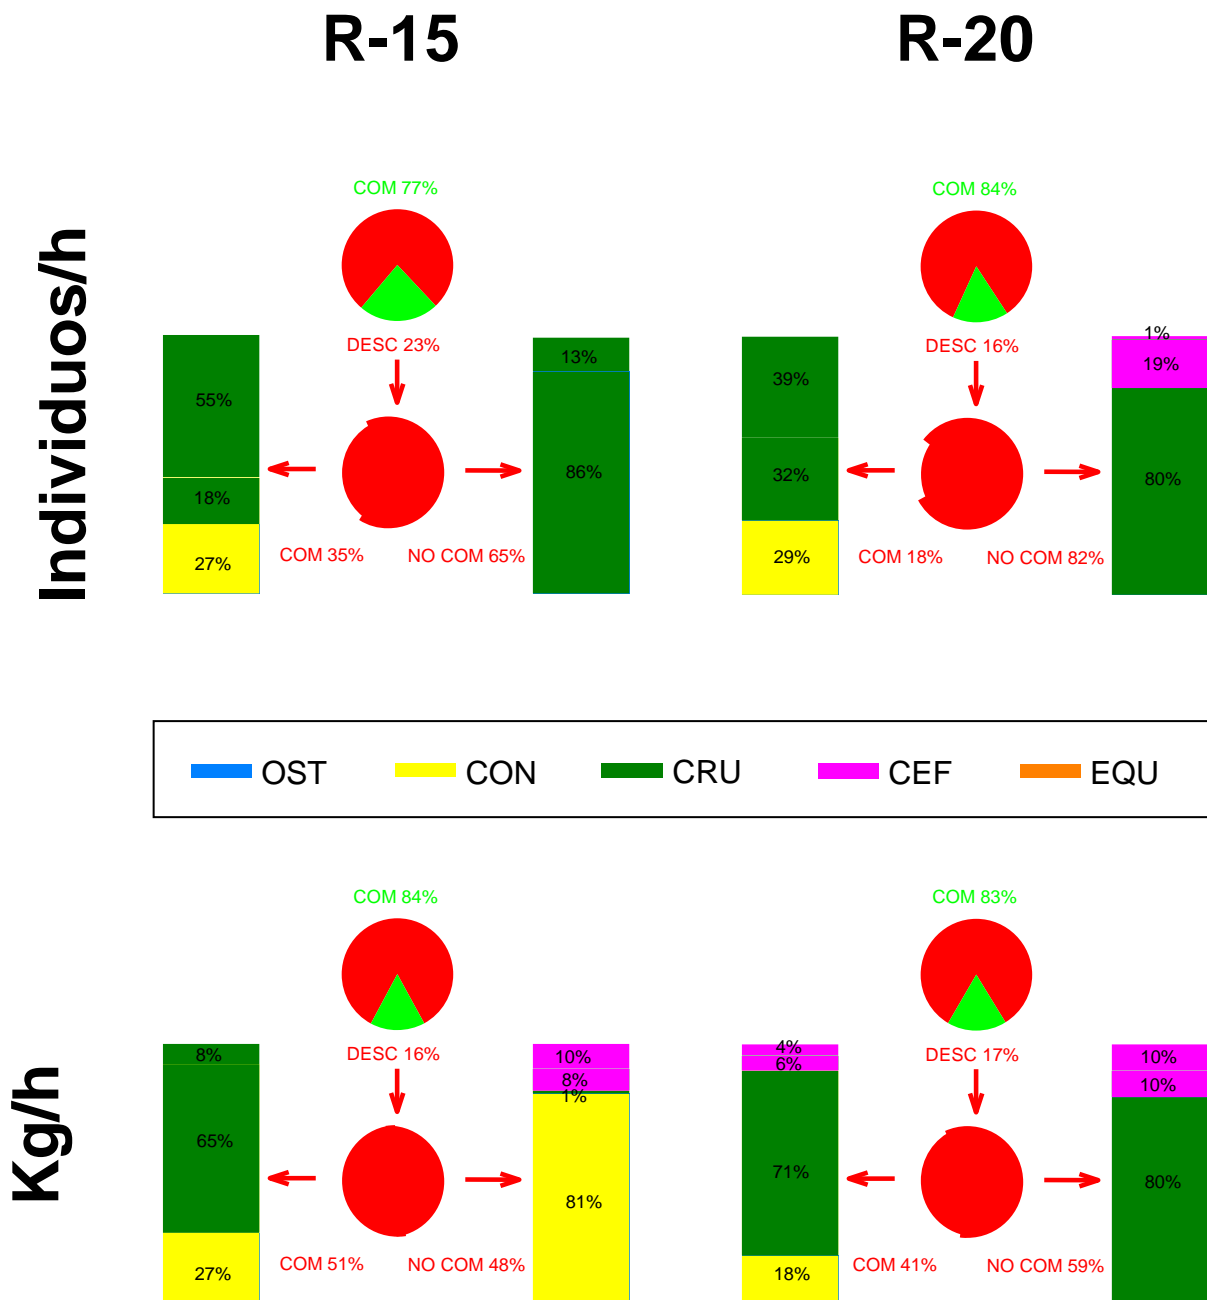 R-15 R-20
Individuos/h
COM 77% COM 84%
DESC 23% DESC 16%
55% 13% 39% 1%
19%
18% 86% 32% 80%
27% COM 35% NO COM 65% 29% COM 18% NO COM 82%
OST CON CRU CEF EQU
Kg/h
COM 84% COM 83%
DESC 16% DESC 17%
8% 10% 4% 10%
8% 6% 10%
1%
65% 81% 71% 80%
27% COM 51% NO COM 48% 18% COM 41% NO COM 59%